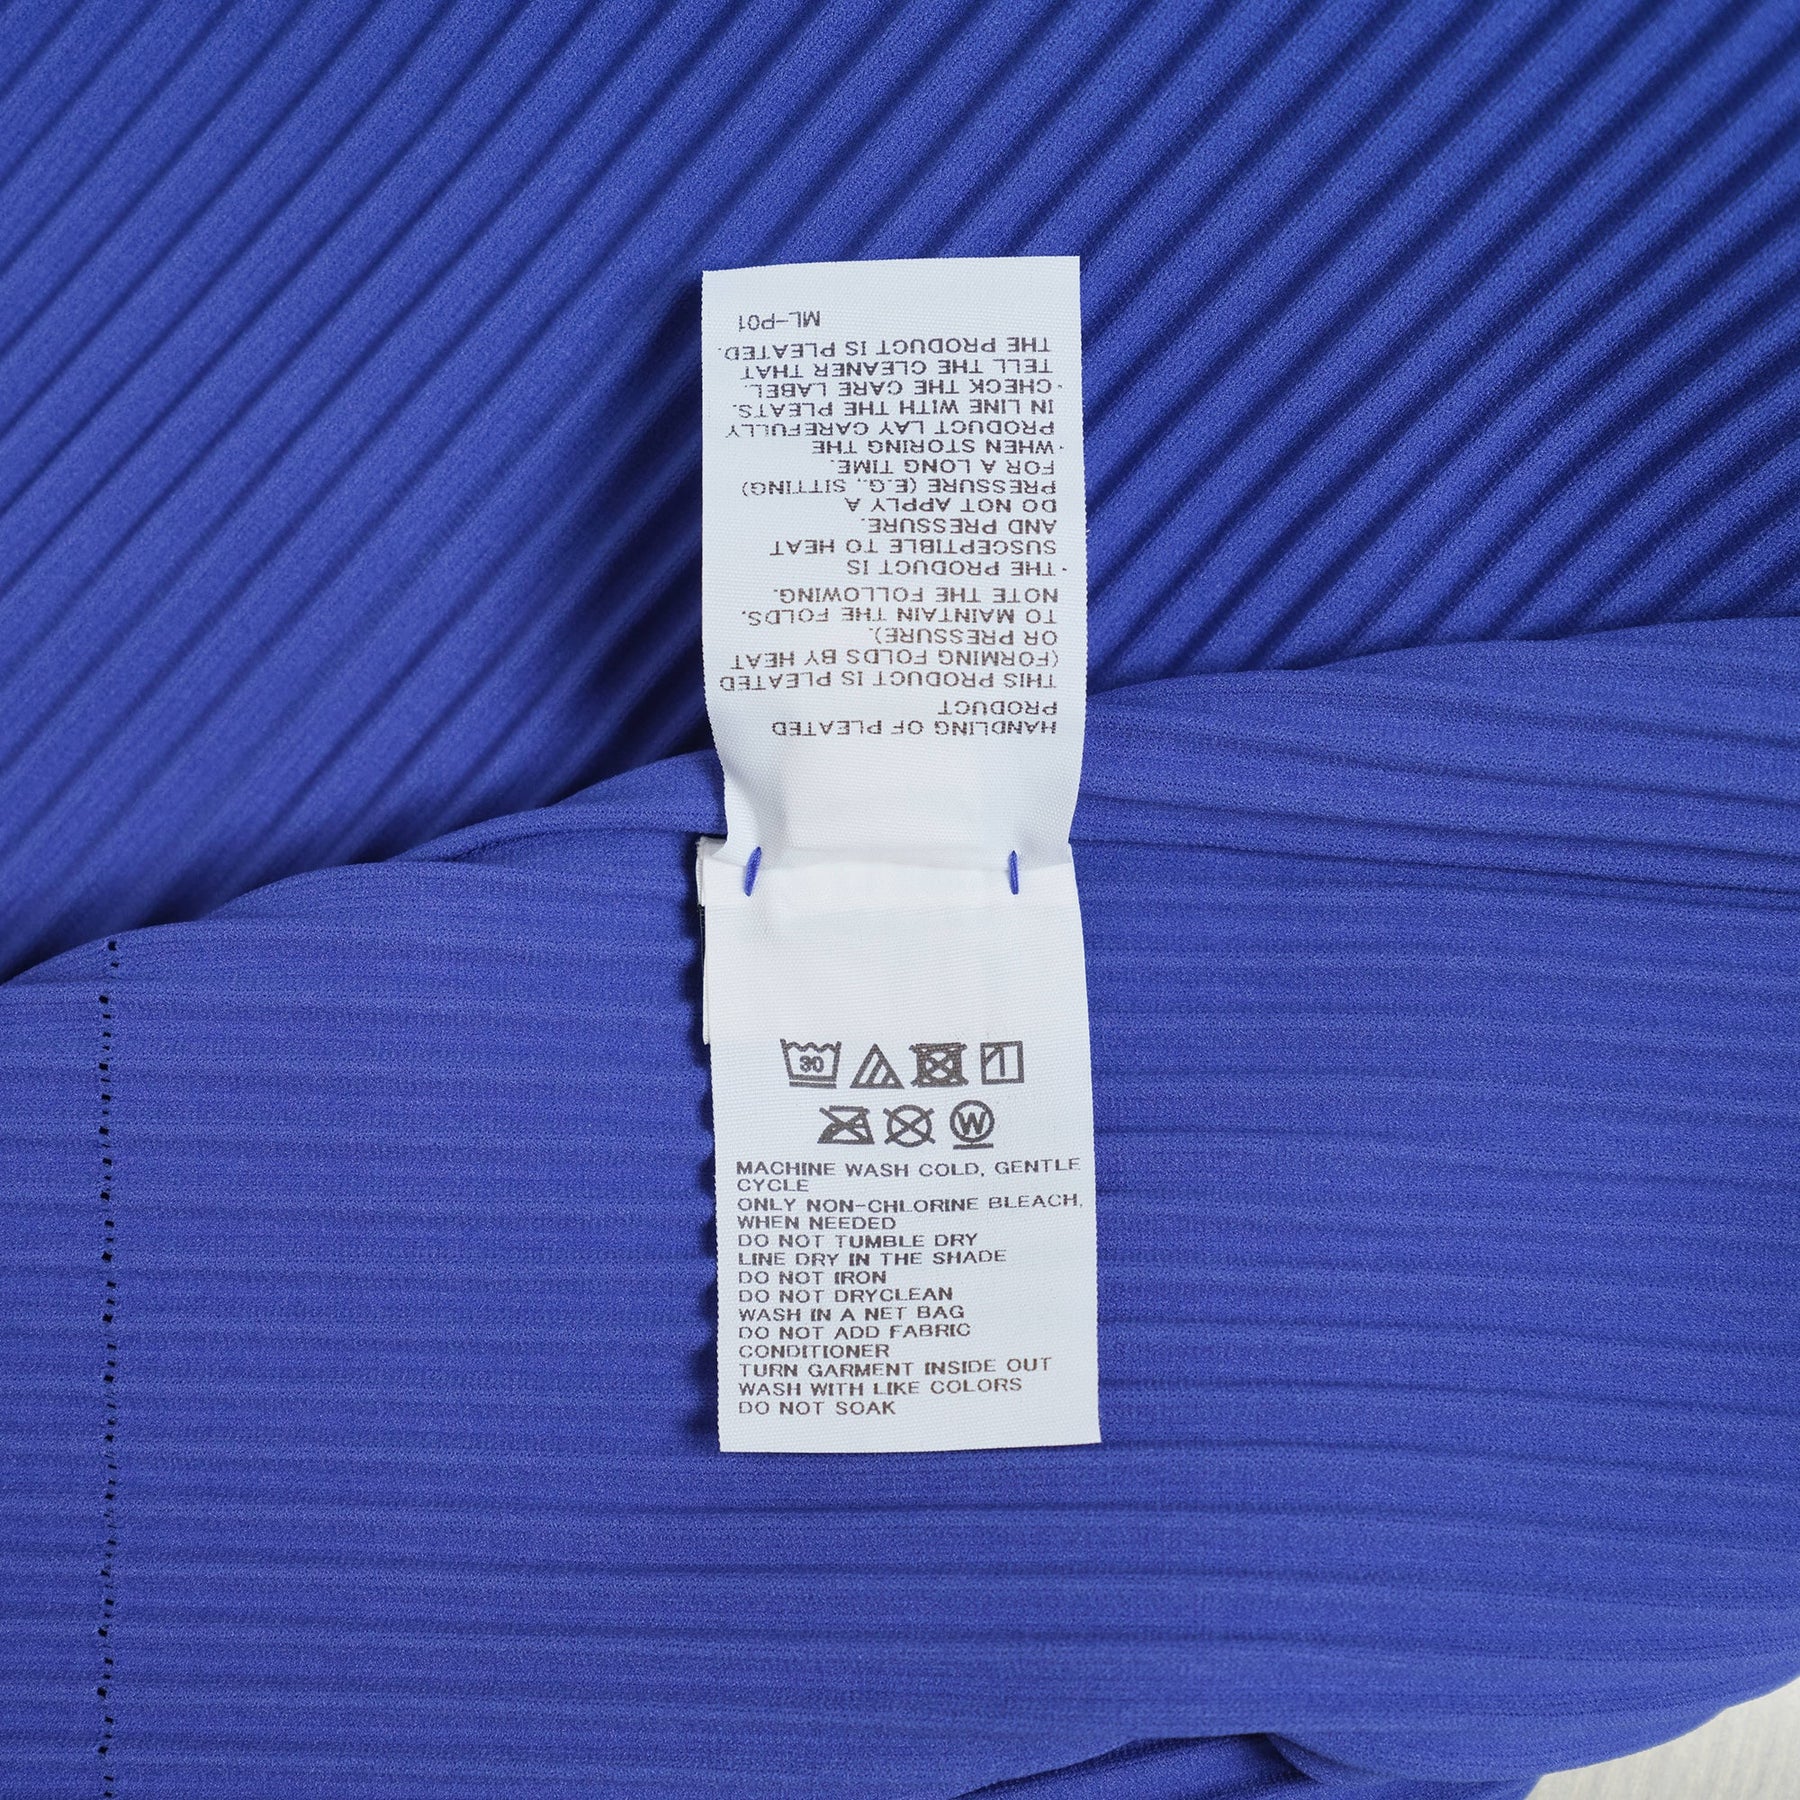 HANDLING OF PLEATED
PRODUCT
THIS PRODUCT IS PLEATED
(FORMING FOLDS BY HEAT
OR PRESSURE).
TO MAINTAIN THE FOLDS.
NOTE THE FOLLOWING.
·THE PRODUCT IS
SUSCEPTIBLE TO HEAT
AND PRESSURE.
DO NOT APPLY A
PRESSURE (E.G., SITTING)
FOR A LONG TIME.
·WHEN STORING THE
PRODUCT LAY CAREFULLY
IN LINE WITH THE PLEATS.
·CHECK THE CARE LABEL.
TELL THE CLEANER THAT
THE PRODUCT IS PLEATED.
ML-P01
30
W
MACHINE WASH COLD, GENTLE
CYCLE
ONLY NON-CHLORINE BLEACH,
WHEN NEEDED
DO NOT TUMBLE DRY
LINE DRY IN THE SHADE
DO NOT IRON
DO NOT DRYCLEAN
WASH IN A NET BAG
DO NOT ADD FABRIC
CONDITIONER
TURN GARMENT INSIDE OUT
WASH WITH LIKE COLORS
DO NOT SOAK